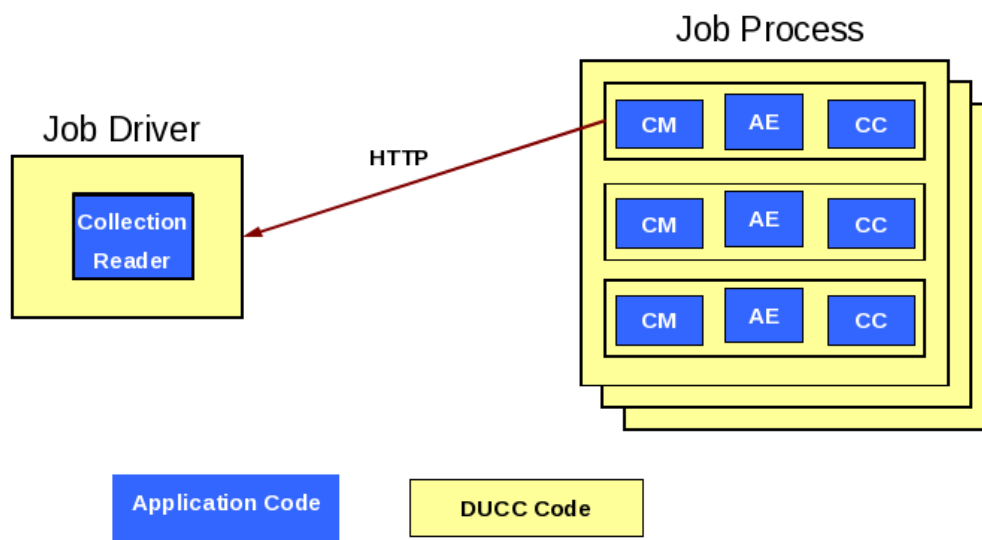 Job Process
Job Driver
HTTP
Collection
Reader
CM AE CC
CM AE CC
CM AE CC
Application Code
DUCC Code